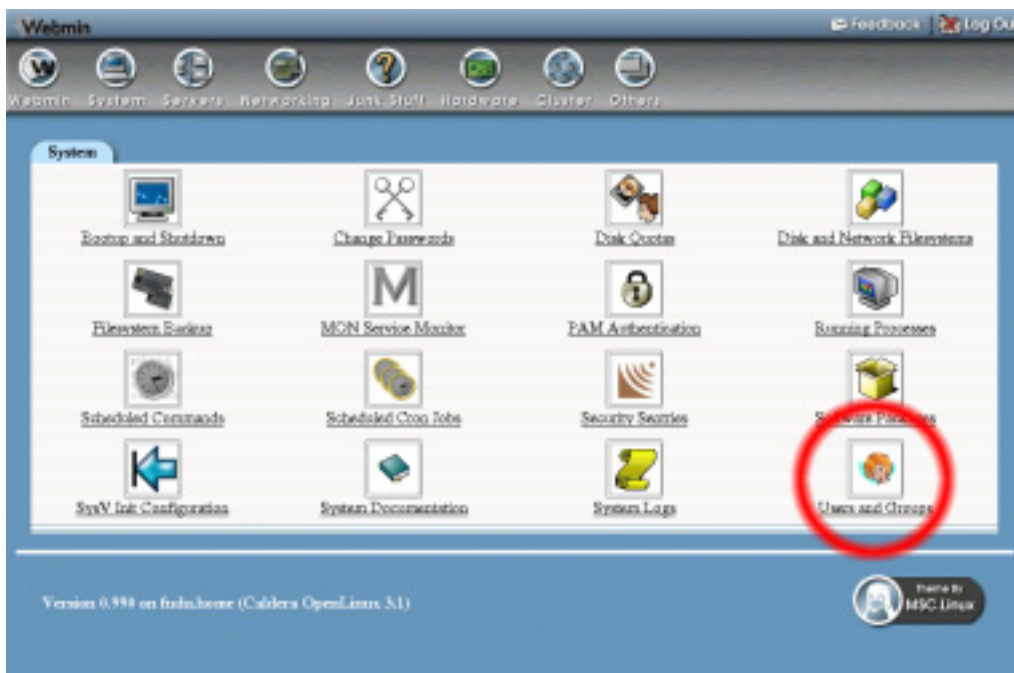 Webmin
Feedback Log Ou
Webmin System Servers Networking Junk Stuff Hardware Cluster Others
System
Bootup and Shutdown Change Passwords Disk Quotas Disk and Network Filesystems
Filesystem Backup MON Service Monitor PAM Authentication Running Processes
Scheduled Commands Scheduled Cron Jobs Security Sentries Software Packages
SysV Init Configuration System Documentation System Logs Users and Groups
Version 0.990 on fudu.home (Caldera OpenLinux 3.1)
Theme By
MSC.Linux